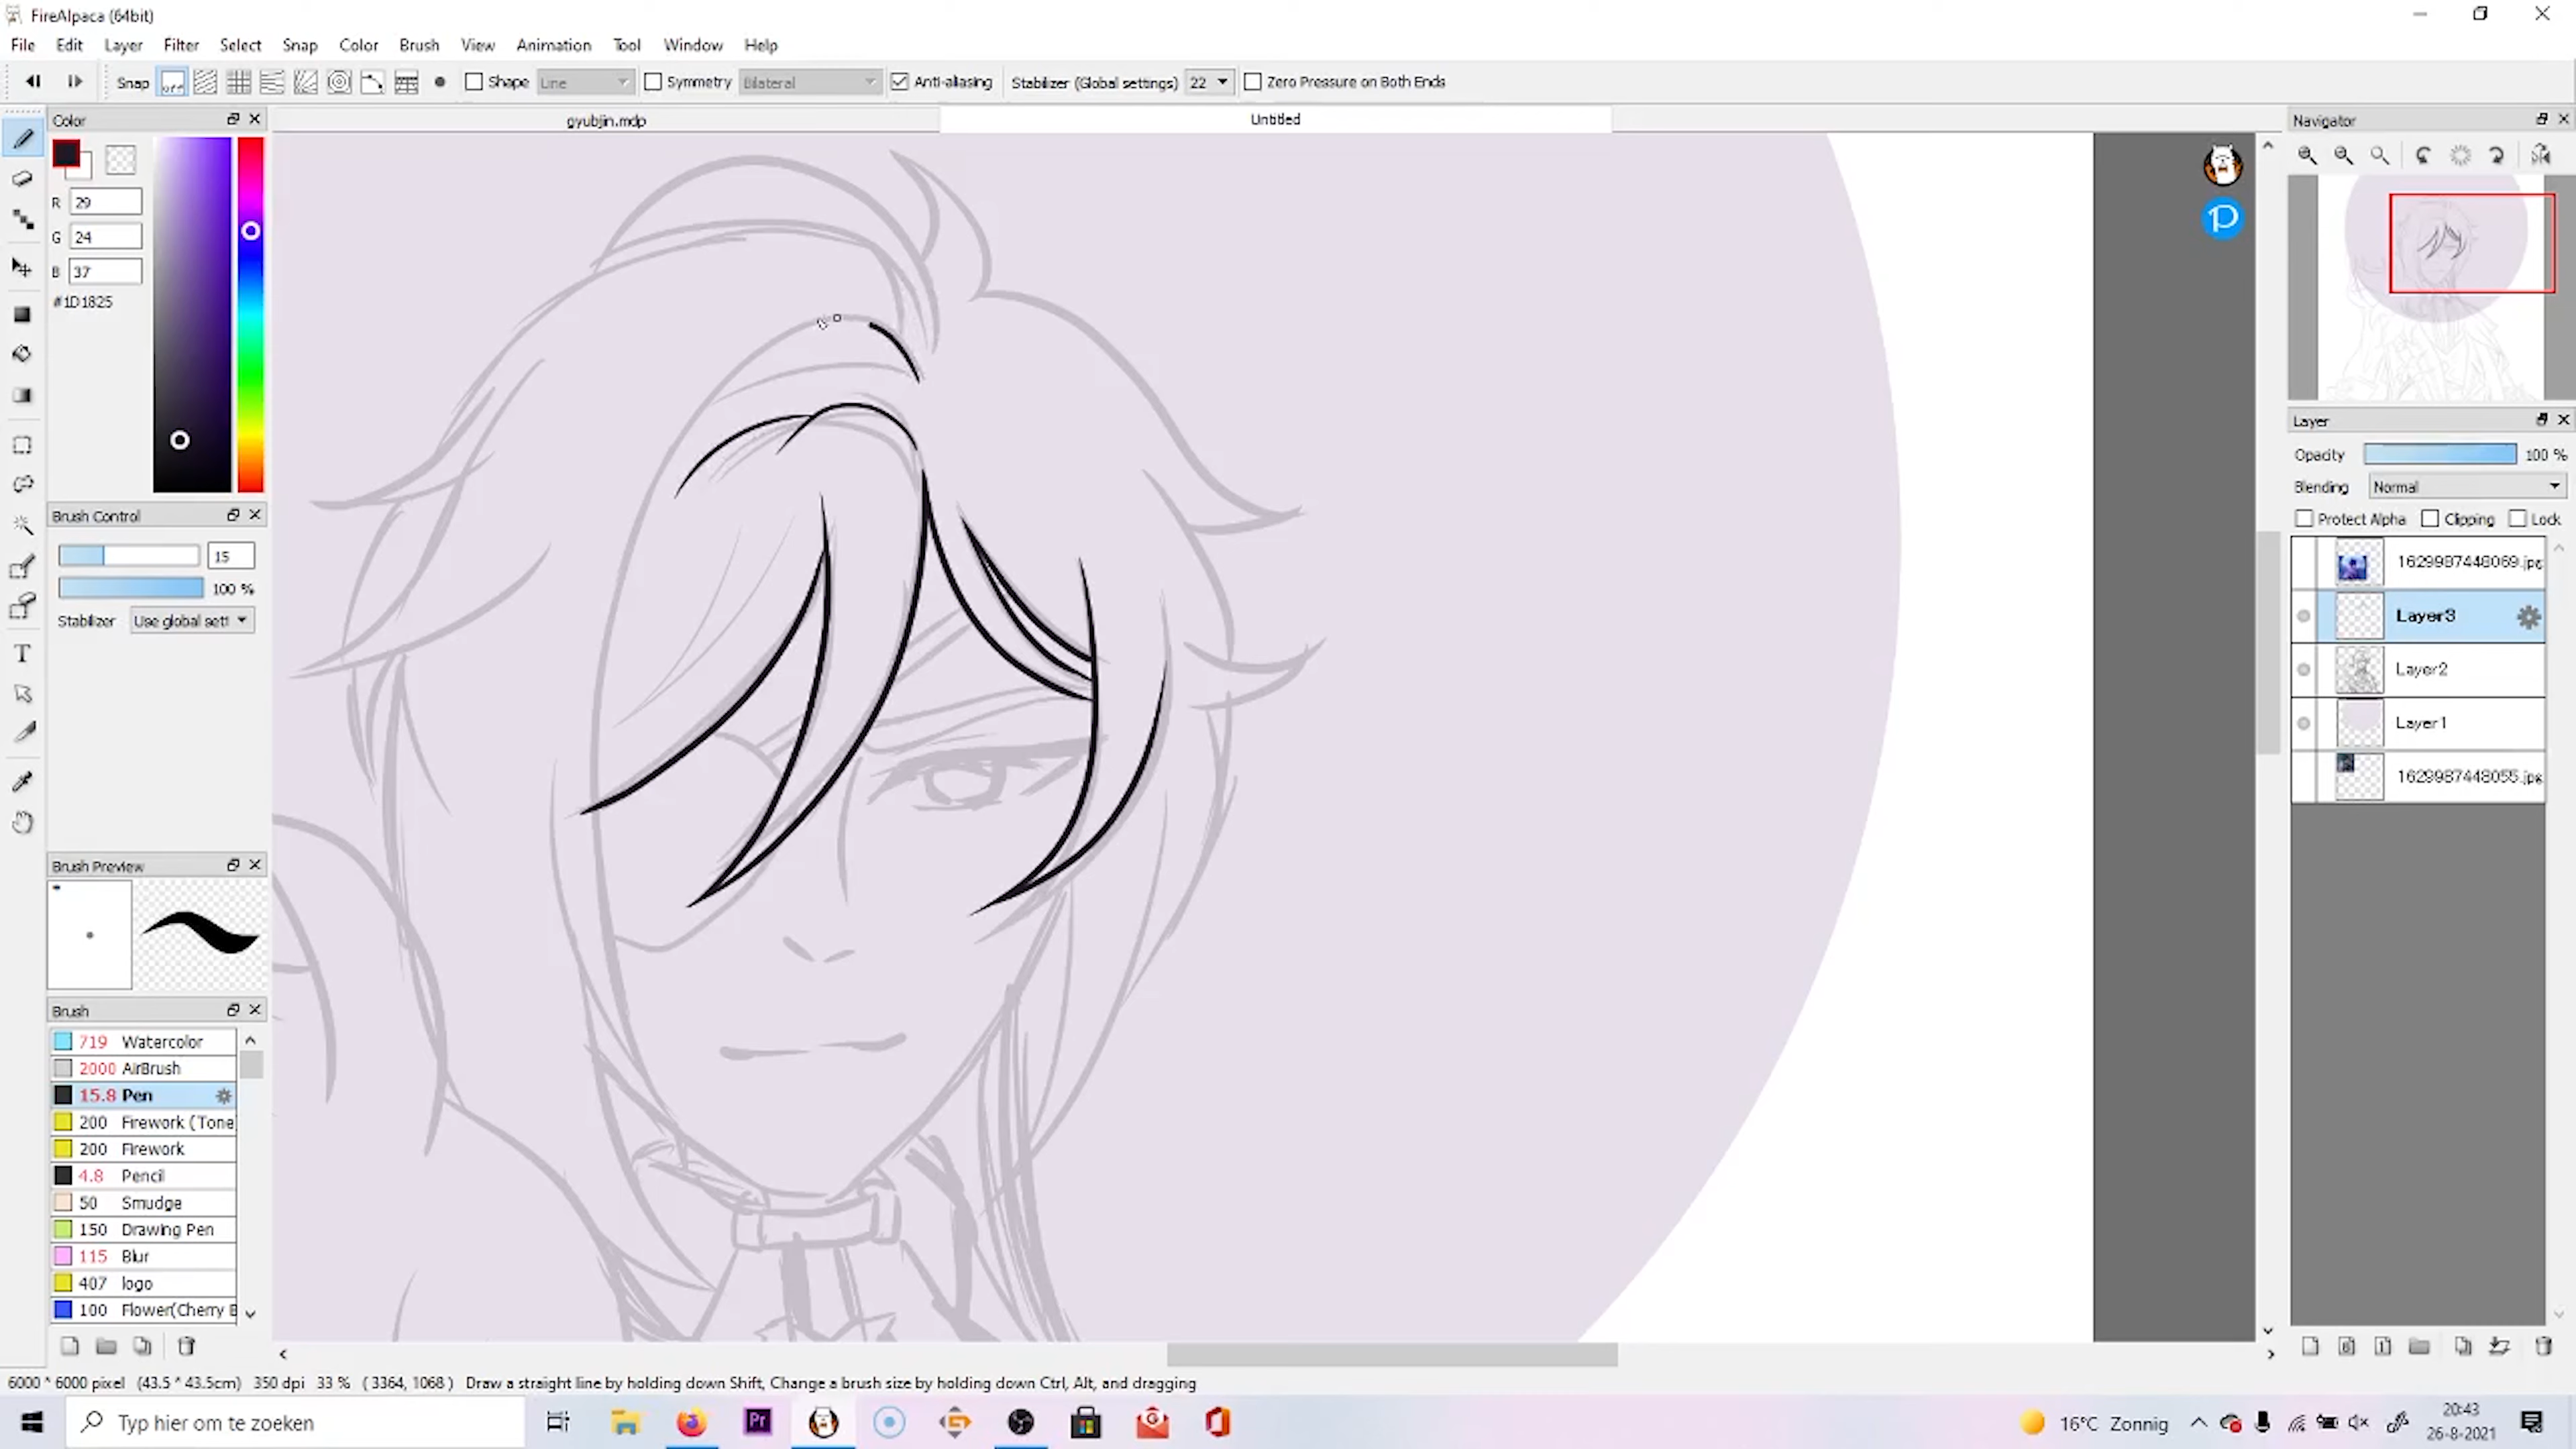 FireAlpaca (64bit)
File Edit Layer Filter Select Snap Color Brush View Animation Tool Window Help
Snap off Shape Line Symmetry Bilateral Anti-aliasing Stabilizer (Global settings) 22 Zero Pressure on Both Ends
Color
gyubjin.mdp
Untitled
Navigator
R 29
G 24
B 37
#1D1825
Brush Control
15
100 %
Stabilizer Use global sett
Brush Preview
Brush
719 Watercolor
2000 AirBrush
15.8 Pen
200 Firework (Tone
200 Firework
4.8 Pencil
50 Smudge
150 Drawing Pen
115 Blur
407 logo
100 Flower(Cherry B
Layer
Opacity 100 %
Blending Normal
Protect Alpha Clipping Lock
1629987448069.jpg
Layer3
Layer2
Layer1
1629987448055.jpg
6000 * 6000 pixel (43.5 * 43.5cm) 350 dpi 33 % ( 3364, 1068 ) Draw a straight line by holding down Shift, Change a brush size by holding down Ctrl, Alt, and dragging
Typ hier om te zoeken
Pr
16°C Zonnig
20:43
26-8-2021